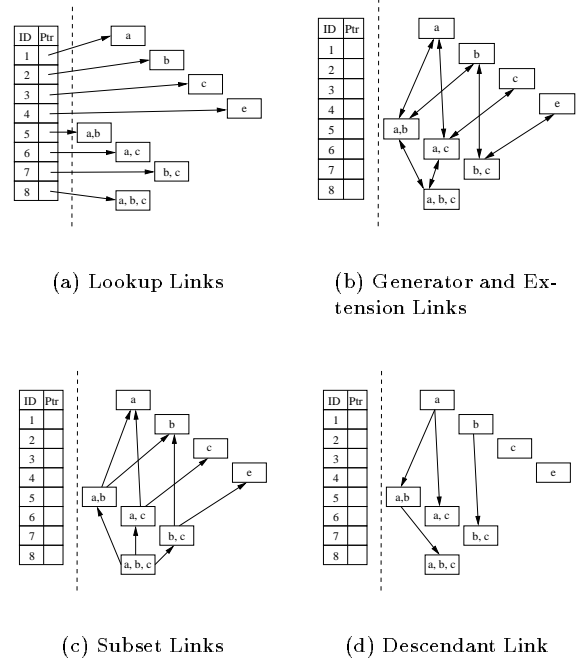 ID Ptr
1
2
3
4
5
6
7
8
a
b
c
e
a,b
a, c
b, c
a, b, c
(a) Lookup Links
ID Ptr
1
2
3
4
5
6
7
8
a
b
c
e
a,b
a, c
b, c
a, b, c
(b) Generator and Ex-
tension Links
ID Ptr
1
2
3
4
5
6
7
8
a
b
c
e
a,b
a, c
b, c
a, b, c
(c) Subset Links
ID Ptr
1
2
3
4
5
6
7
8
a
b
c
e
a,b
a, c
b, c
a, b, c
(d) Descendant Link